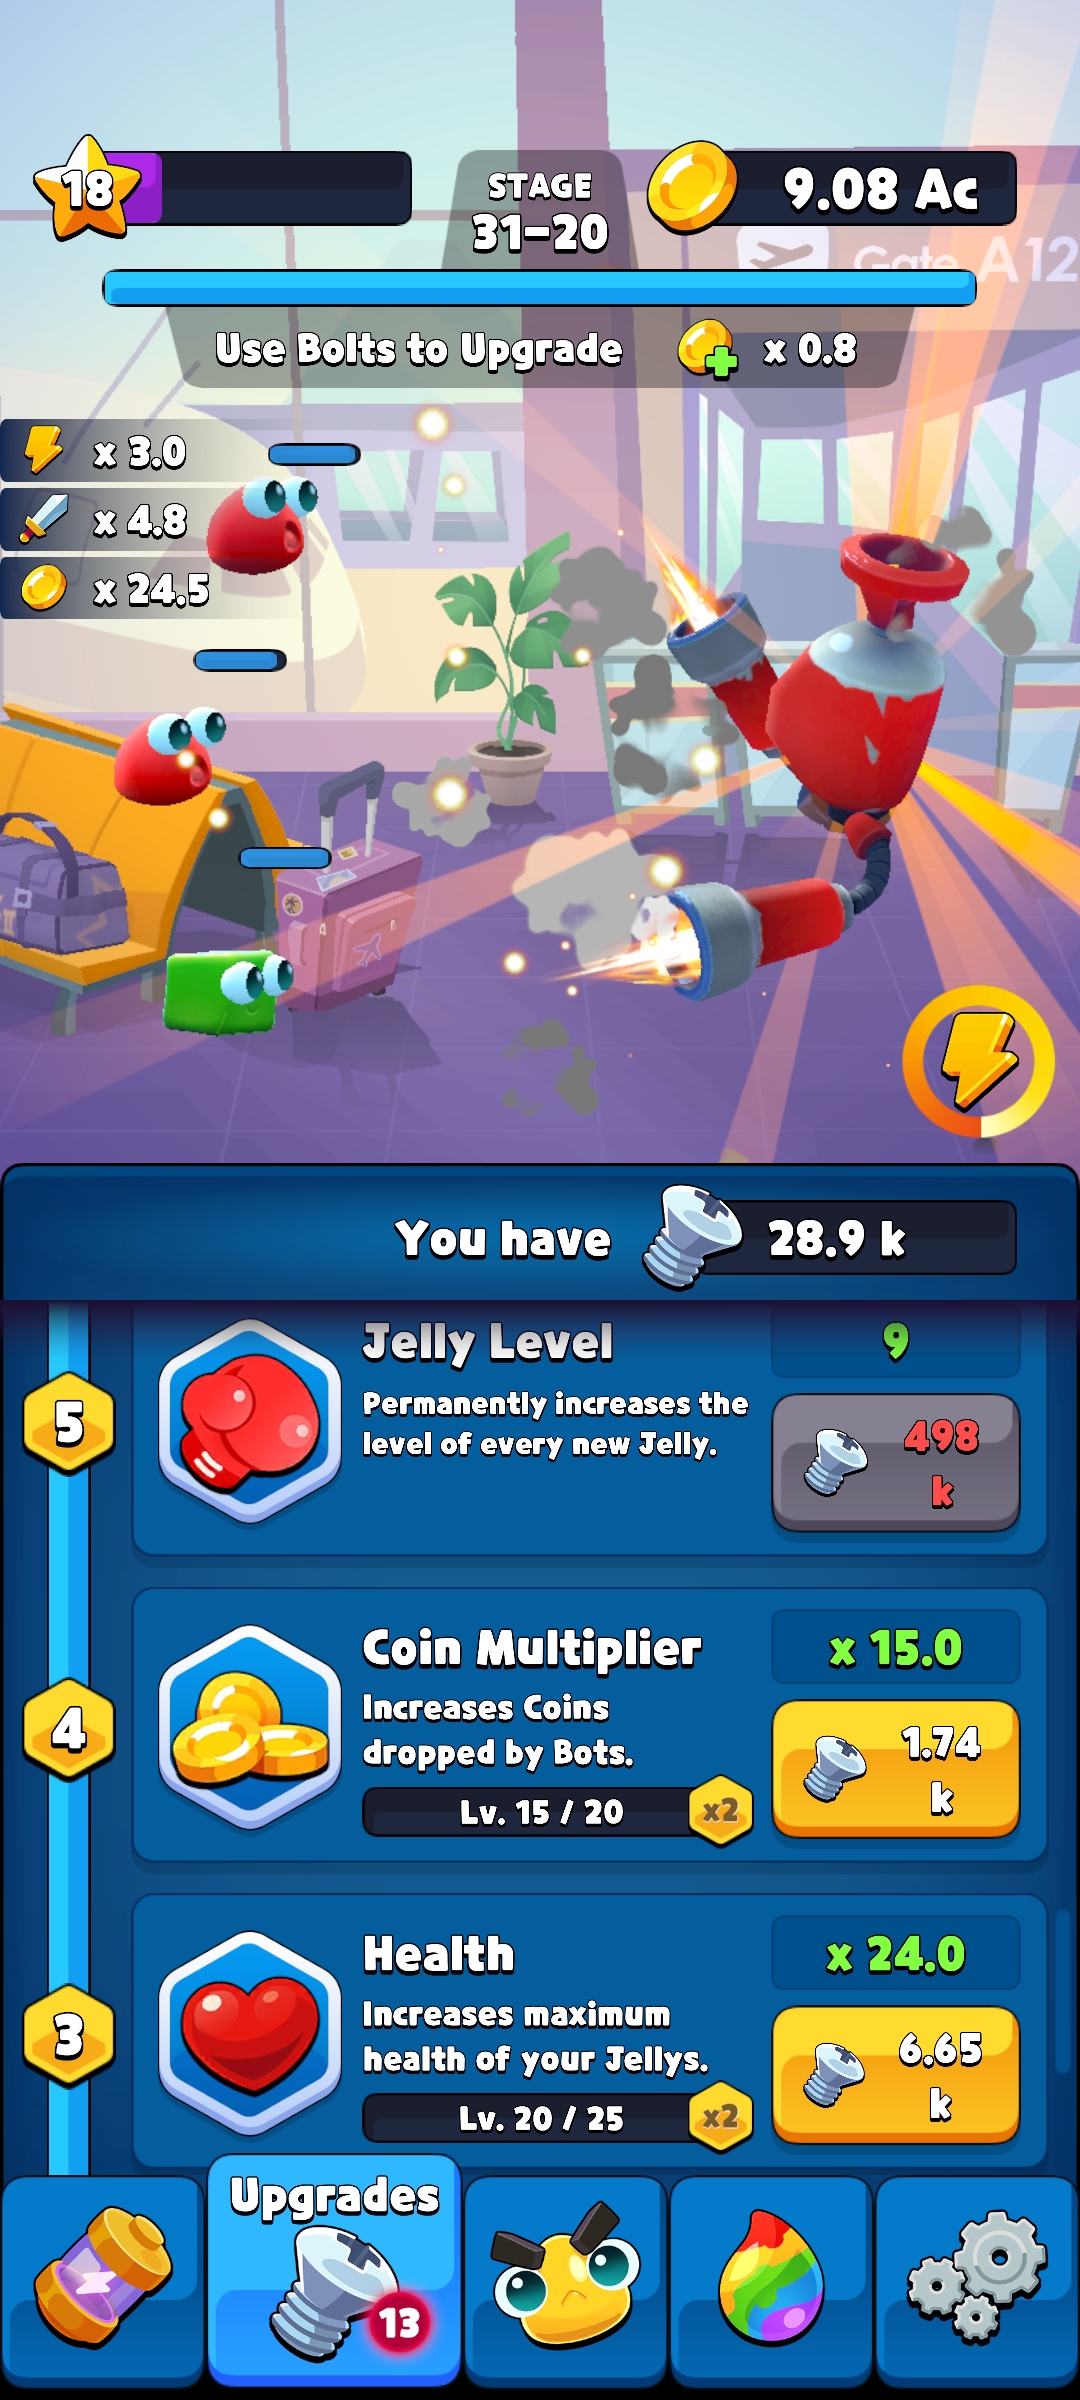 18
STAGE
31-20
9.08 Ac
Gate A12
Use Bolts to Upgrade x 0.8
x 3.0
x 4.8
x 24.5
You have 28.9 k
5
Jelly Level
9
Permanently increases the
level of every new Jelly.
498
k
4
Coin Multiplier
x 15.0
Increases Coins
dropped by Bots.
1.74
k
Lv. 15 / 20
x2
3
Health
x 24.0
Increases maximum
health of your Jellys.
6.65
k
Lv. 20 / 25
x2
Upgrades
13